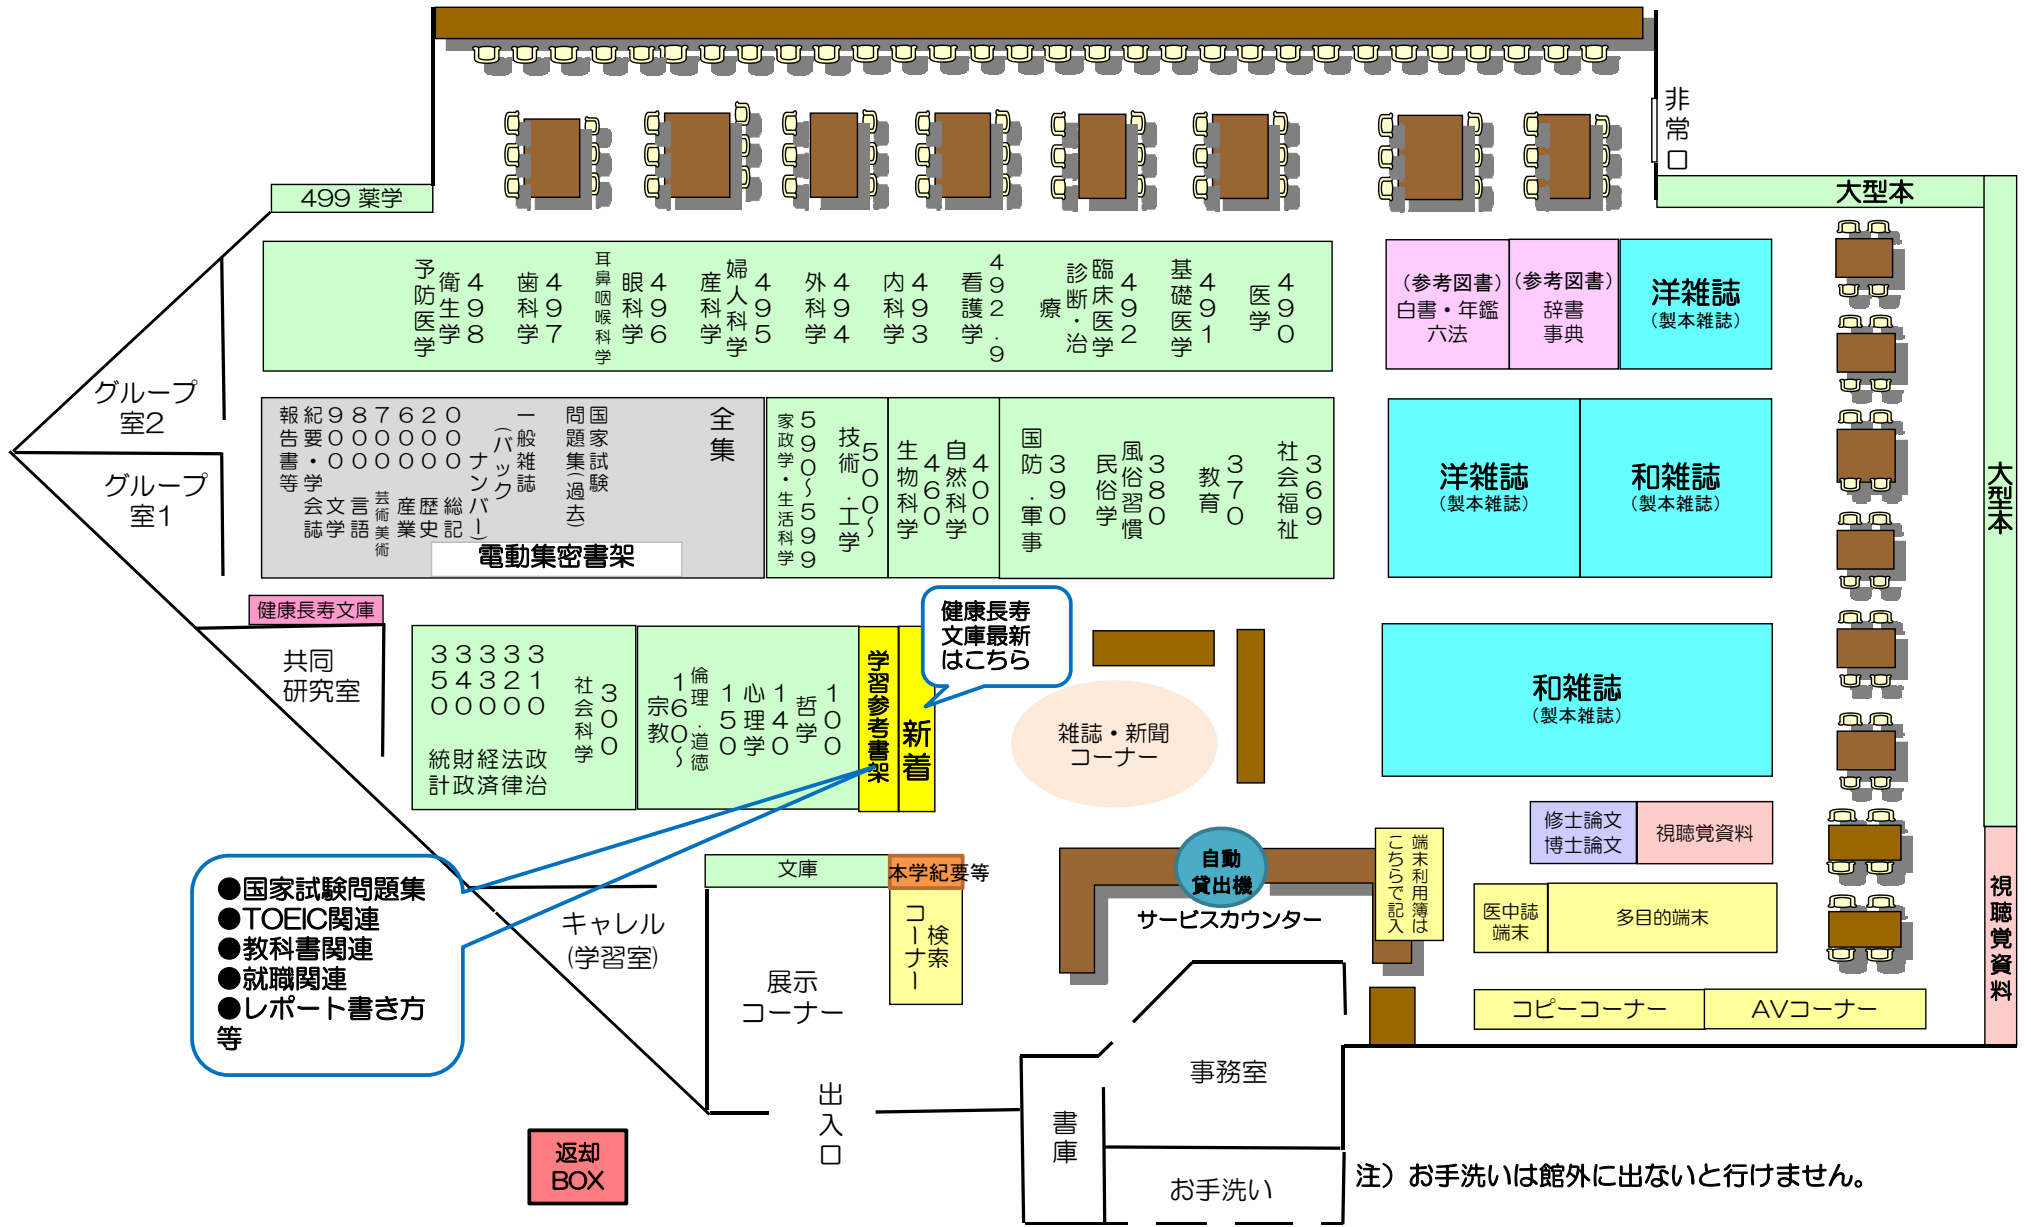 非常口
499 薬学
大型本
予防医学
衛生学
498
歯科学
497
耳鼻咽喉科学
眼科学
496
産科学
婦人科学
495
外科学
494
内科学
493
看護学
492.9
診断・治療
臨床医学
492
基礎医学
491
医学
490
(参考図書)
白書・年鑑
六法
(参考図書)
辞書
事典
洋雑誌
(製本雑誌)
グループ
室2
グループ
室1
報告書等
紀要・学会誌
900 文学
800 言語
700 芸術美術
600 産業
200 歴史
000 総記
一般雑誌
(バックナンバー)
国家試験
問題集(過去)
全集
電動集密書架
家政学・生活科学
590~599
技術.工学
500~
生物科学
460
自然科学
400
国防.軍事
390
風俗習慣
民俗学
380
教育
370
社会福祉
369
洋雑誌
(製本雑誌)
和雑誌
(製本雑誌)
大型本
健康長寿文庫
共同
研究室
350 統計
340 財政
330 経済
320 法律
310 政治
社会科学
300
宗教
160~
倫理.道徳
150
心理学
140
哲学
100
学習参考書架
新着
健康長寿
文庫最新
はこちら
雑誌・新聞
コーナー
和雑誌
(製本雑誌)
修士論文
博士論文
視聴覚資料
●国家試験問題集
●TOEIC関連
●教科書関連
●就職関連
●レポート書き方
等
文庫
本学紀要等
検索
コーナー
キャレル
(学習室)
展示
コーナー
自動
貸出機
サービスカウンター
端末利用簿は
こちらで記入
医中誌
端末
多目的端末
視聴覚資料
コピーコーナー
AVコーナー
事務室
出入口
書庫
お手洗い
返却
BOX
注）お手洗いは館外に出ないと行けません。